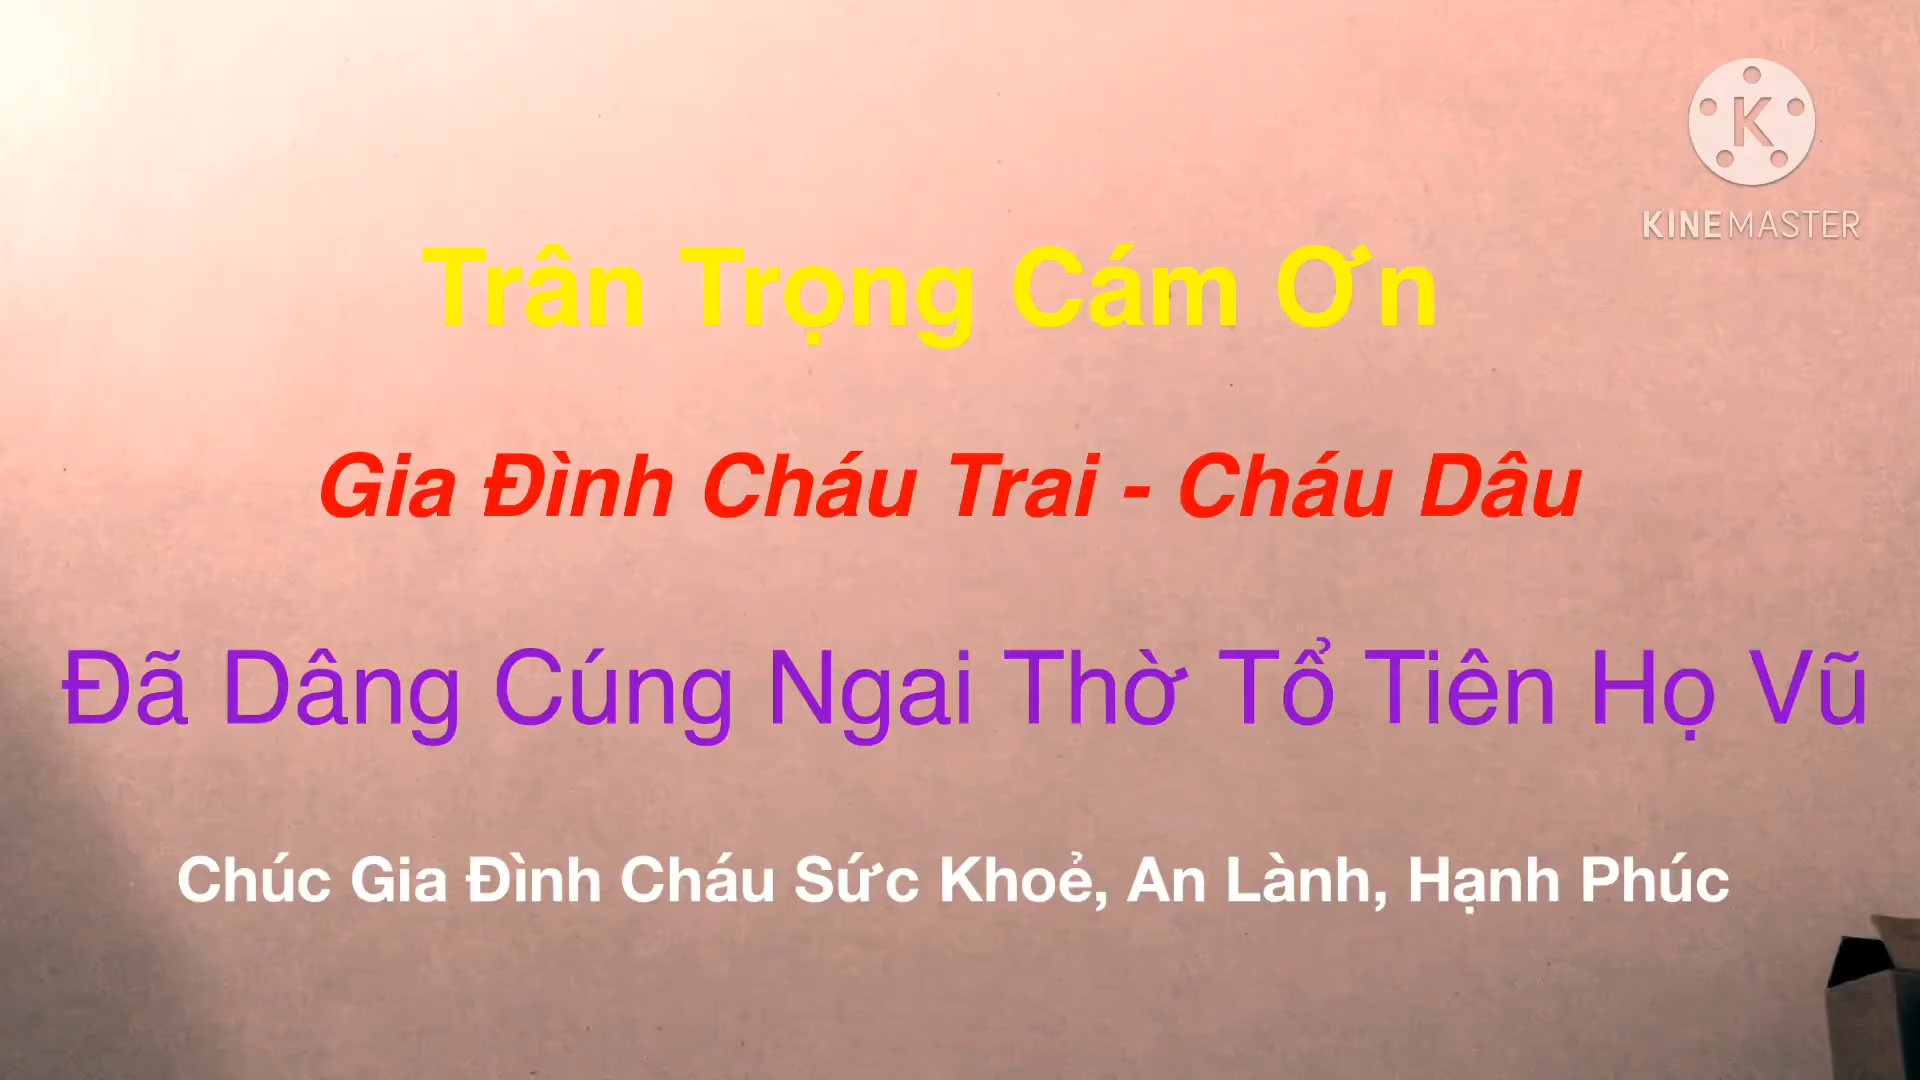 K
KINEMASTER
Trân Trọng Cám Ơn
Gia Đình Cháu Trai - Cháu Dâu
Đã Dâng Cúng Ngai Thờ Tổ Tiên Họ Vũ
Chúc Gia Đình Cháu Sức Khoẻ, An Lành, Hạnh Phúc